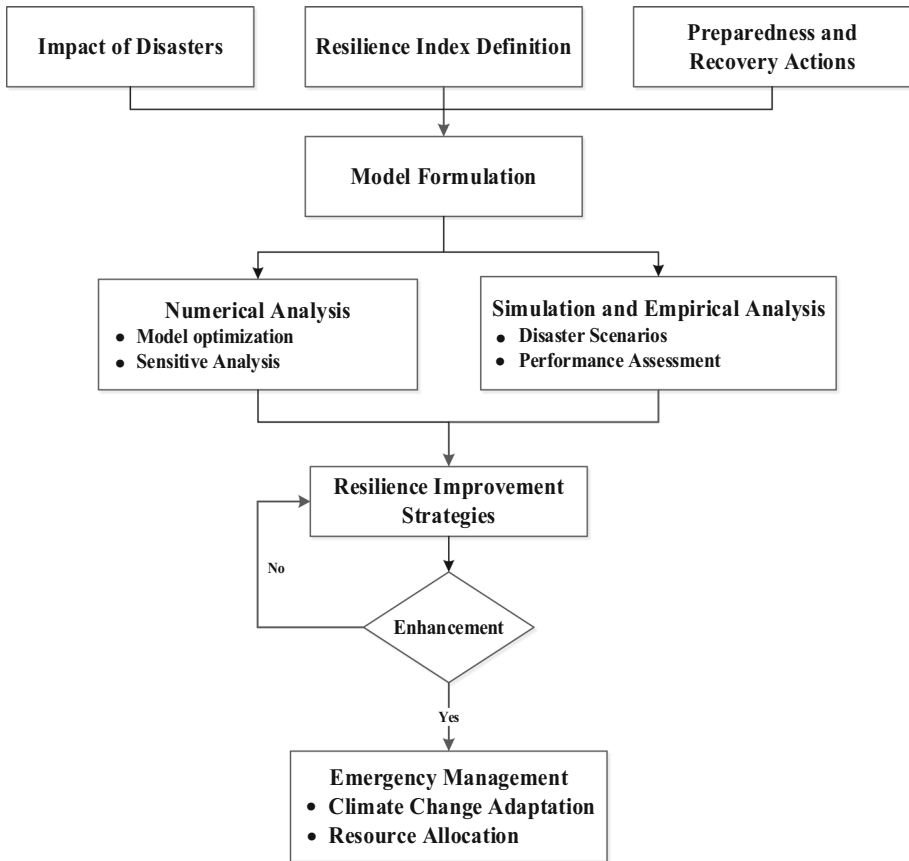 Impact of Disasters
Resilience Index Definition
Preparedness and
Recovery Actions
Model Formulation
Numerical Analysis
• Model optimization
• Sensitive Analysis
Simulation and Empirical Analysis
• Disaster Scenarios
• Performance Assessment
Resilience Improvement
Strategies
No
Enhancement
Yes
Emergency Management
• Climate Change Adaptation
• Resource Allocation